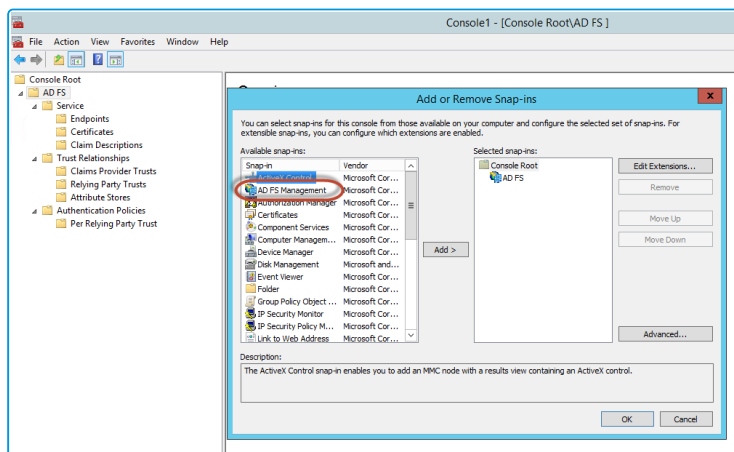 Console1 - [Console Root\AD FS ]
File Action View Favorites Window Help
Console Root
AD FS
Service
Endpoints
Certificates
Claim Descriptions
Trust Relationships
Claims Provider Trusts
Relying Party Trusts
Attribute Stores
Authentication Policies
Per Relying Party Trust
Add or Remove Snap-ins
x
You can select snap-ins for this console from those available on your computer and configure the selected set of snap-ins. For
extensible snap-ins, you can configure which extensions are enabled.
Available snap-ins:
Snap-in Vendor
ActiveX Control Microsoft Cor...
AD FS Management Microsoft Cor...
Authorization Manager Microsoft Cor...
Certificates Microsoft Cor...
Component Services Microsoft Cor...
Computer Managem... Microsoft Cor...
Device Manager Microsoft Cor...
Disk Management Microsoft and...
Event Viewer Microsoft Cor...
Folder Microsoft Cor...
Group Policy Object ... Microsoft Cor...
IP Security Monitor Microsoft Cor...
IP Security Policy M... Microsoft Cor...
Link to Web Address Microsoft Cor...
Add >
Selected snap-ins:
Console Root
AD FS
Edit Extensions...
Remove
Move Up
Move Down
Advanced...
Description:
The ActiveX Control snap-in enables you to add an MMC node with a results view containing an ActiveX control.
OK Cancel